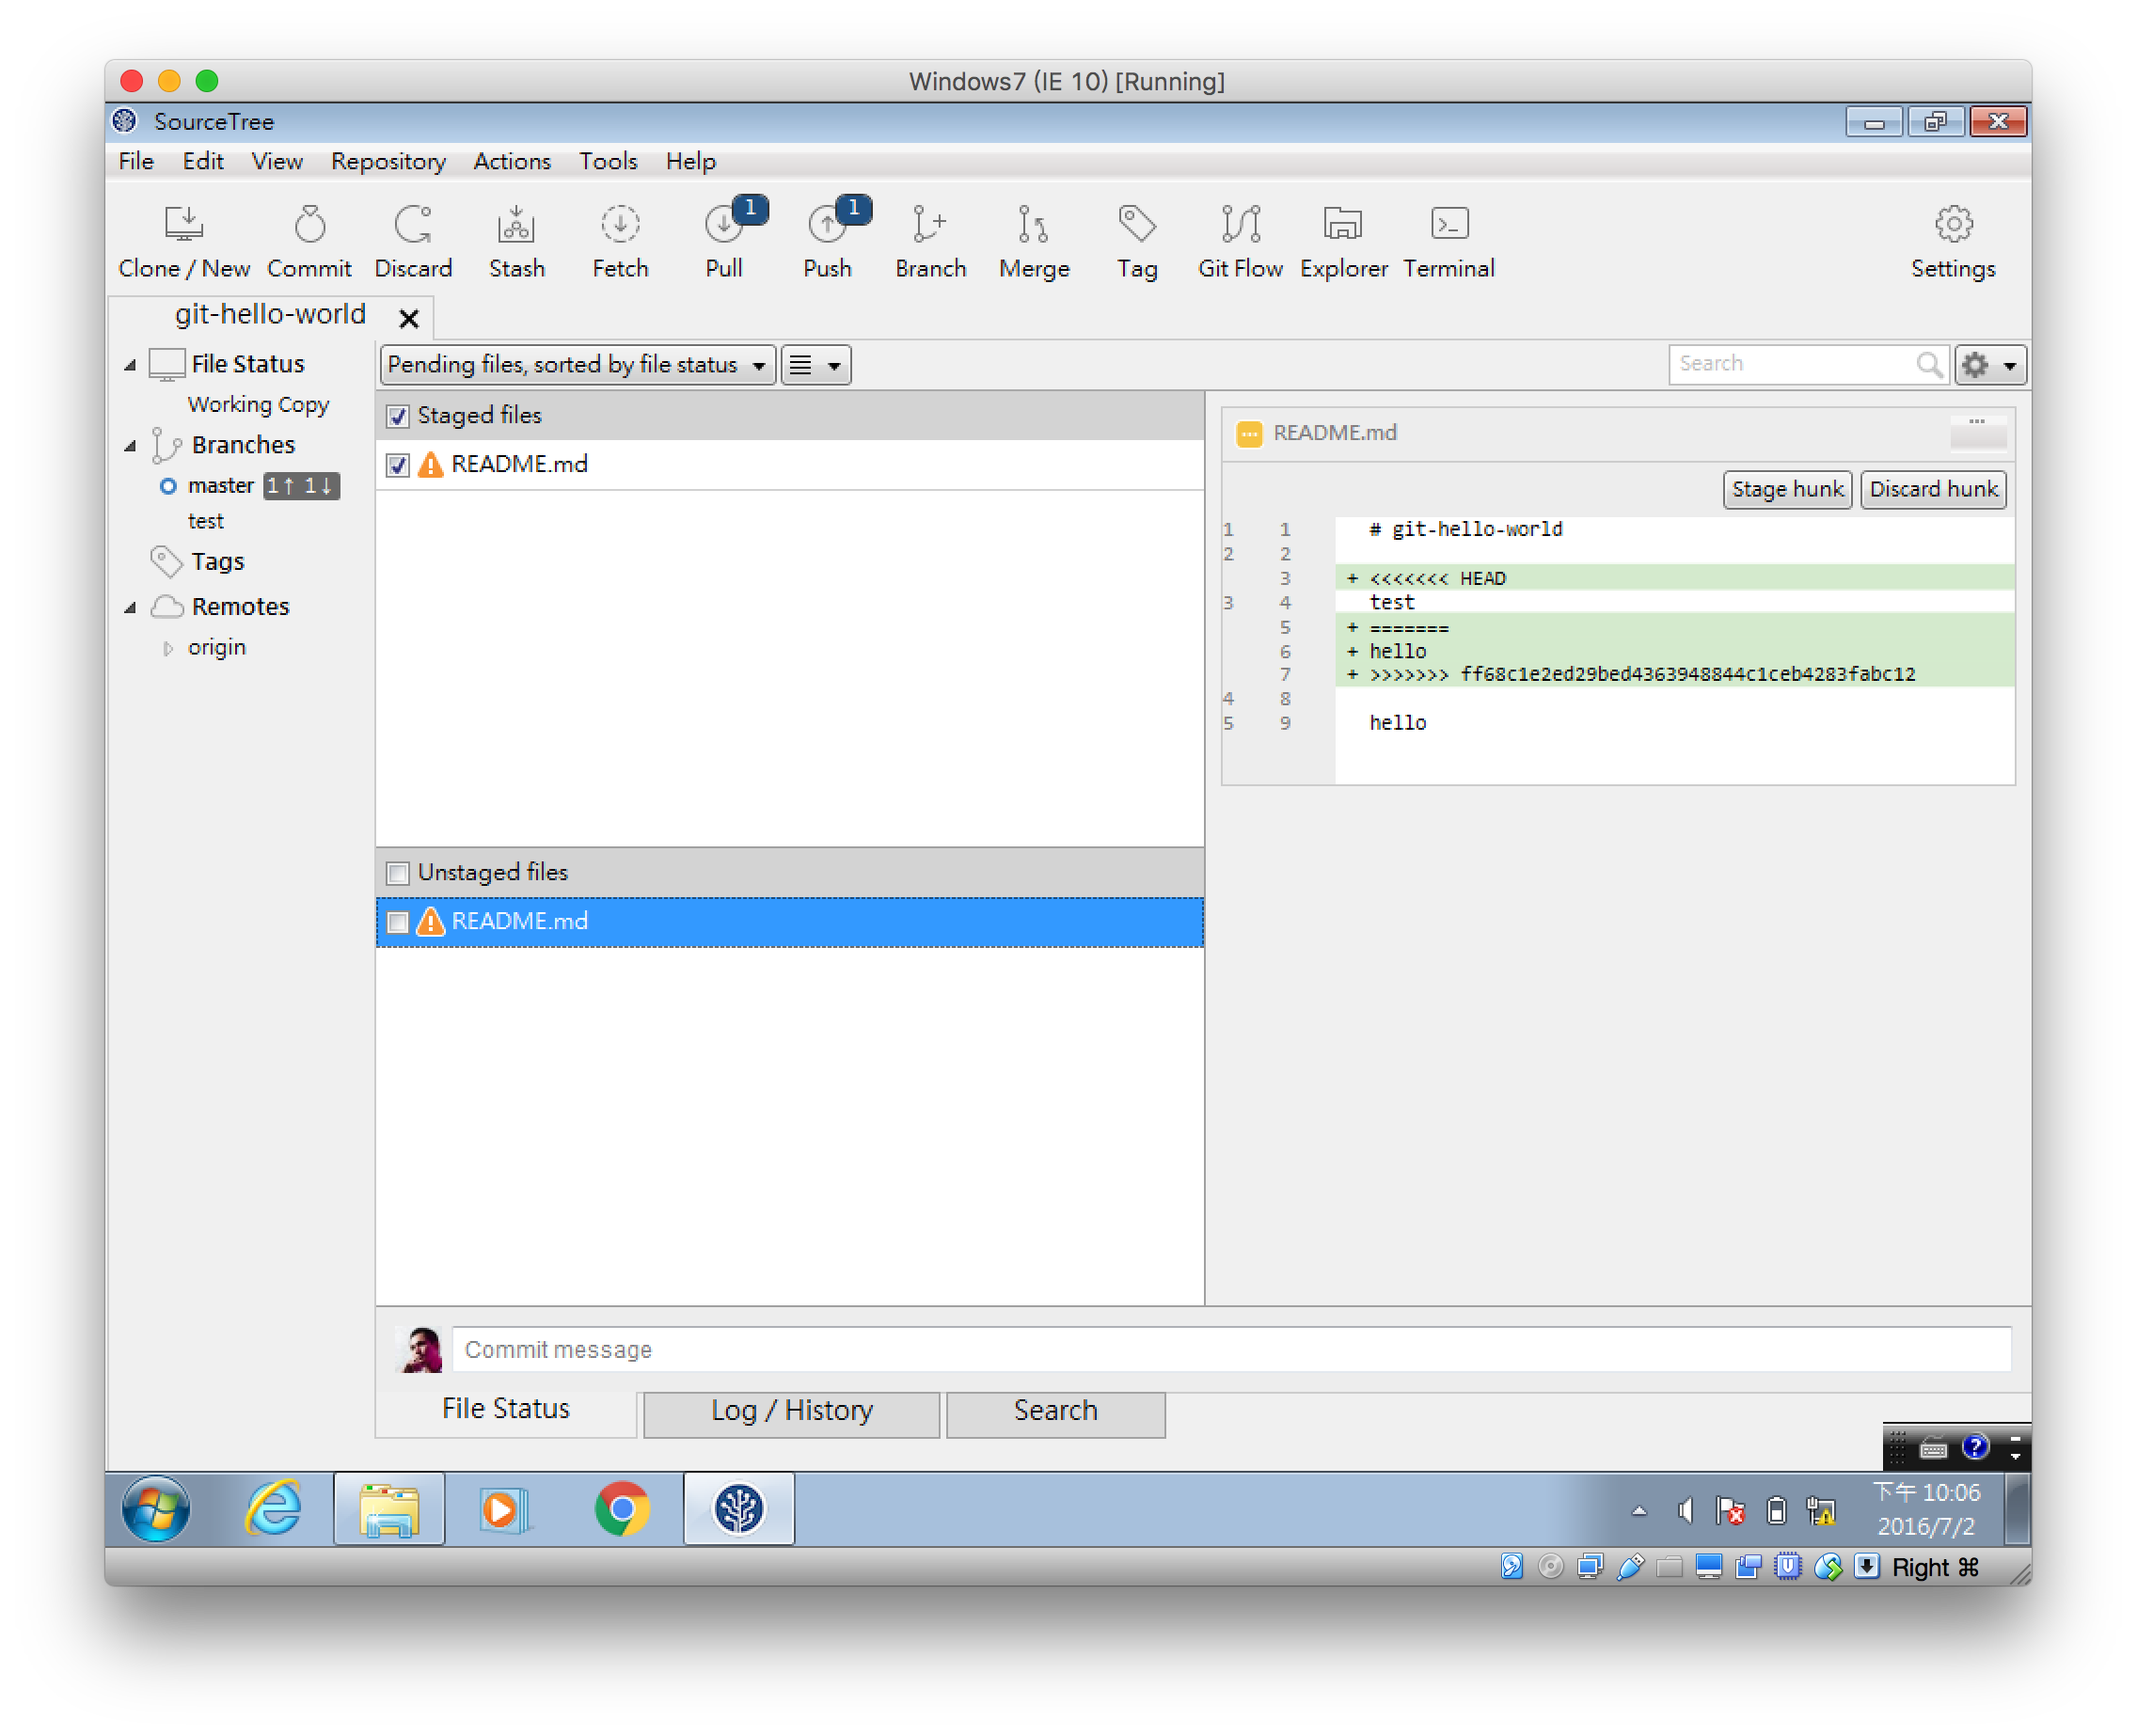 Windows7 (IE 10) [Running]
SourceTree
File Edit View Repository Actions Tools Help
1 1
Clone / New Commit Discard Stash Fetch Pull Push Branch Merge Tag Git Flow Explorer Terminal Settings
git-hello-world
File Status
Working Copy
Branches
master 1↑ 1↓
test
Tags
Remotes
origin
Pending files, sorted by file status
Search
Staged files
README.md
Unstaged files
README.md
README.md
Stage hunk Discard hunk
1 1 # git-hello-world
2 2
3 + <<<<<<< HEAD
3 4 test
5 + =======
6 + hello
7 + >>>>>>> ff68c1e2ed29bed4363948844c1ceb4283fabc12
4 8
5 9 hello
Commit message
File Status Log / History Search
下午 10:06
2016/7/2
Right ⌘